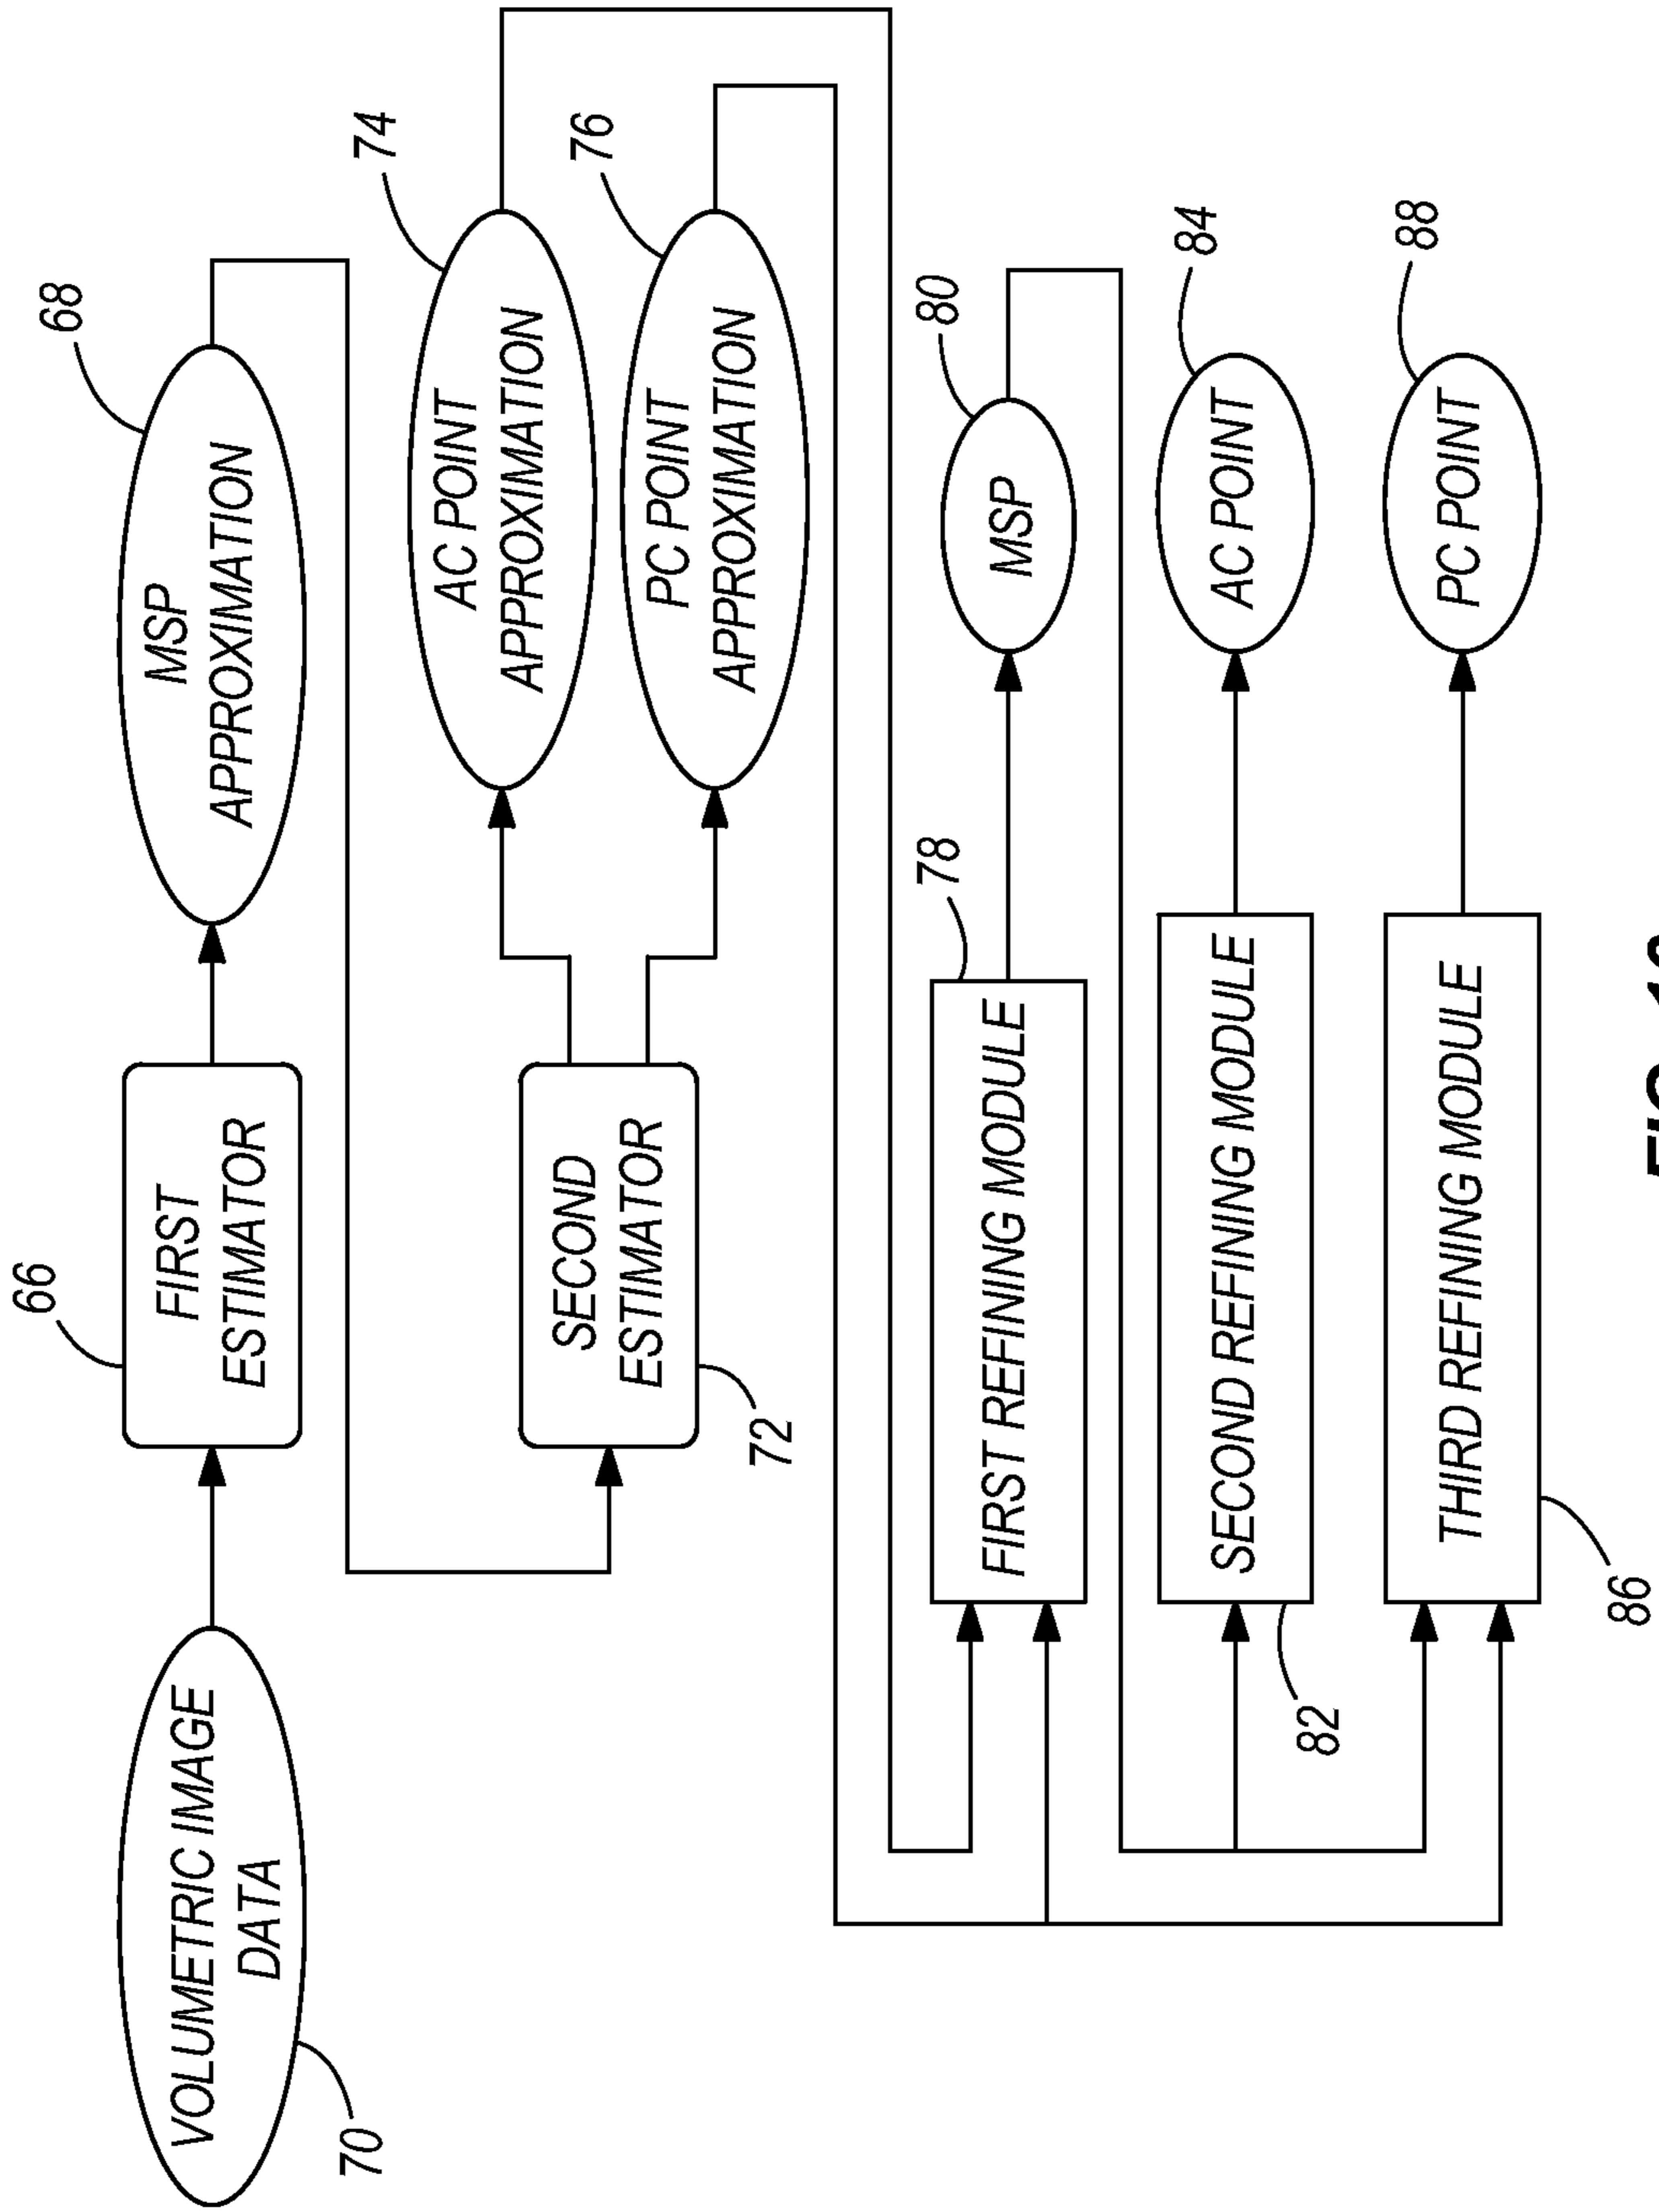 70
VOLUMETRIC IMAGE
DATA
66
FIRST
ESTIMATOR
68
MSP
APPROXIMATION
72
SECOND
ESTIMATOR
74
AC POINT
APPROXIMATION
76
PC POINT
APPROXIMATION
78
FIRST REFINING MODULE
80
MSP
82
SECOND REFINING MODULE
84
AC POINT
86
THIRD REFINING MODULE
88
PC POINT